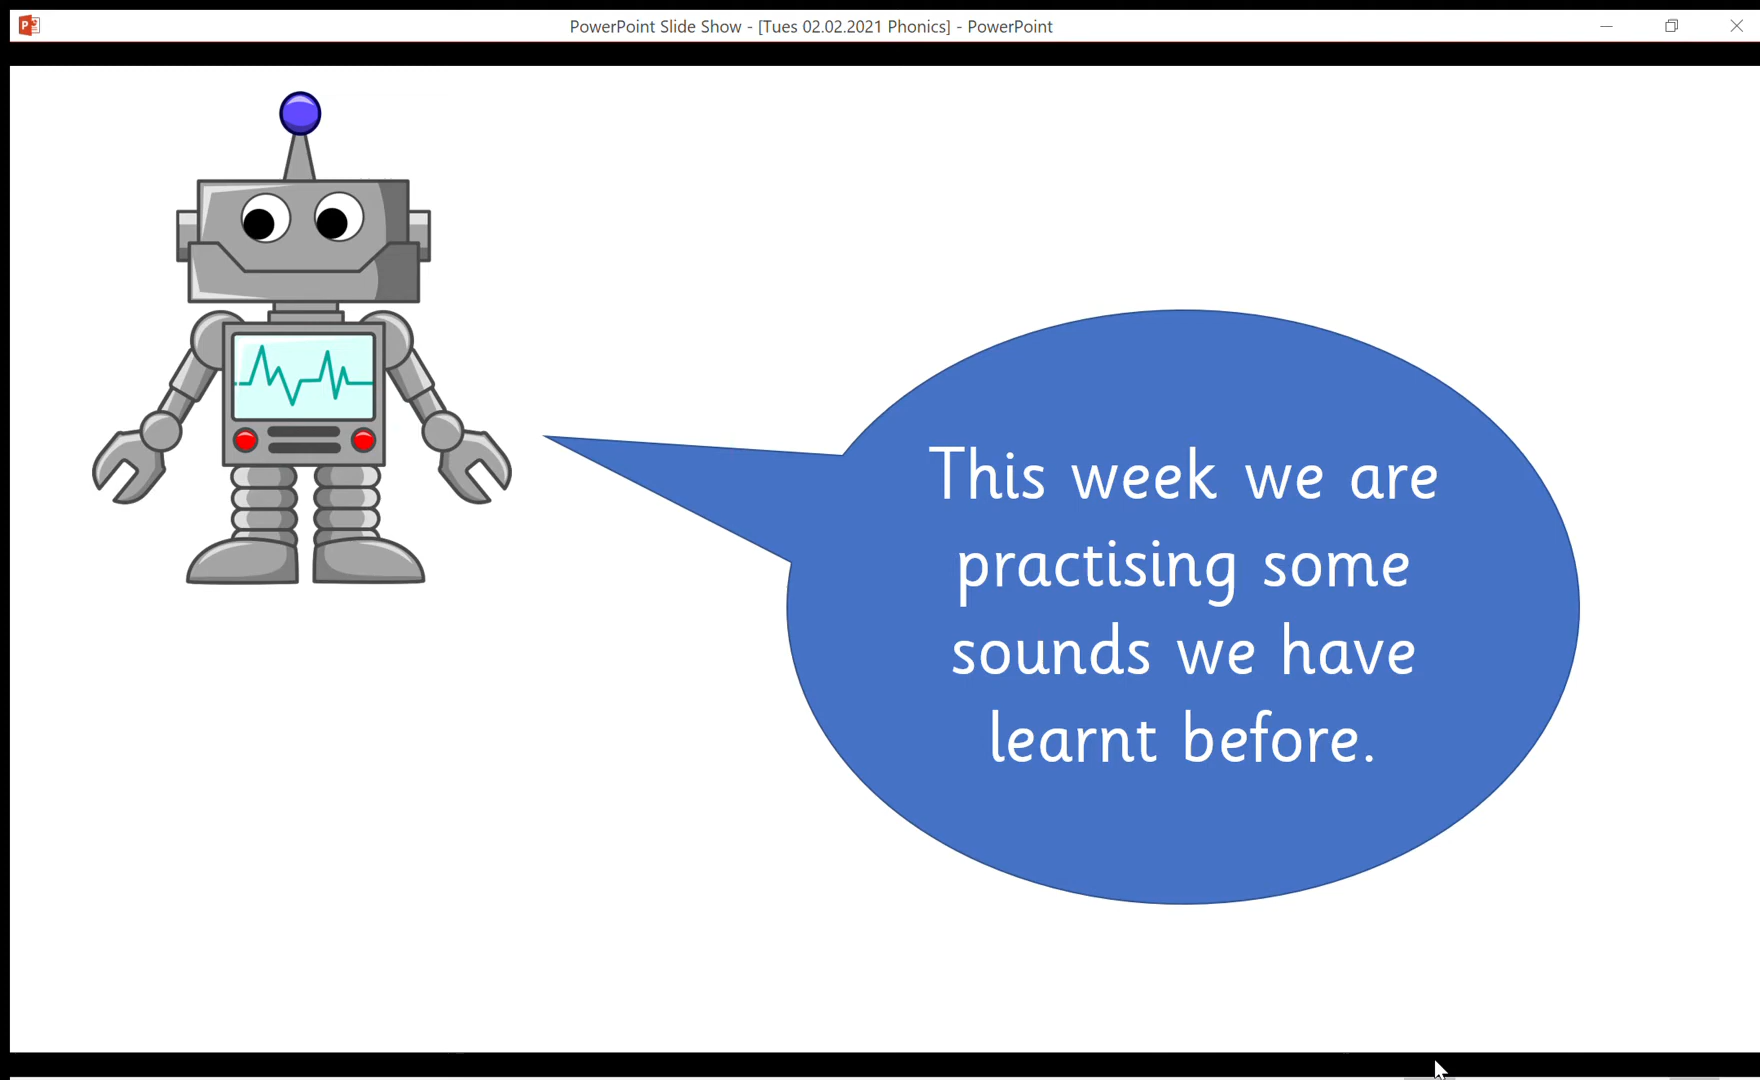 PowerPoint Slide Show - [Tues 02.02.2021 Phonics] - PowerPoint
This week we are
practising some
sounds we have
learnt before.